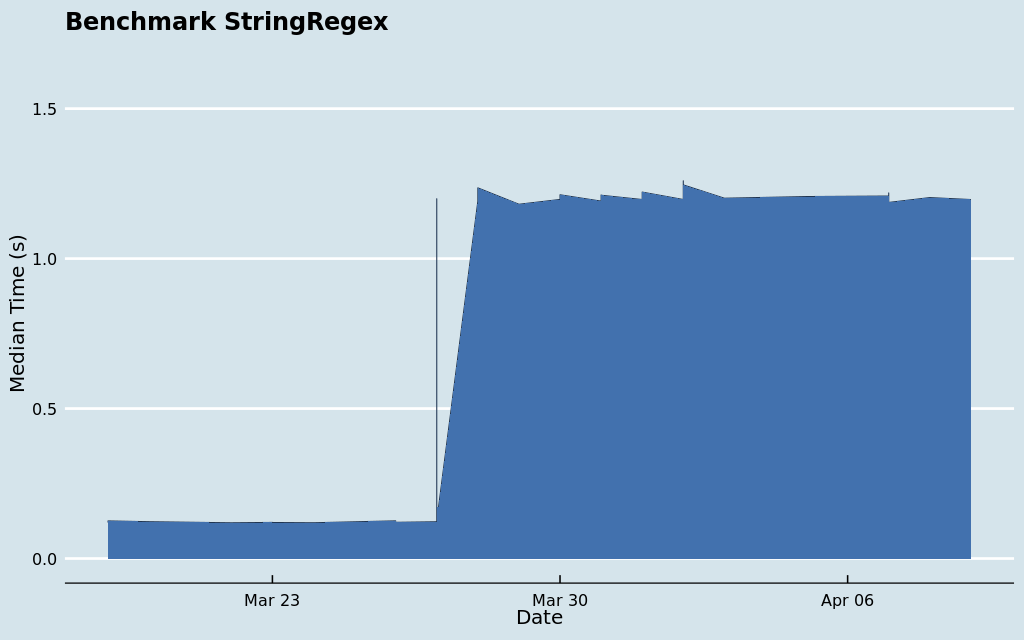 Benchmark StringRegex
1.5
1.0
0.5
0.0
Median Time (s)
Mar 23
Mar 30
Apr 06
Date